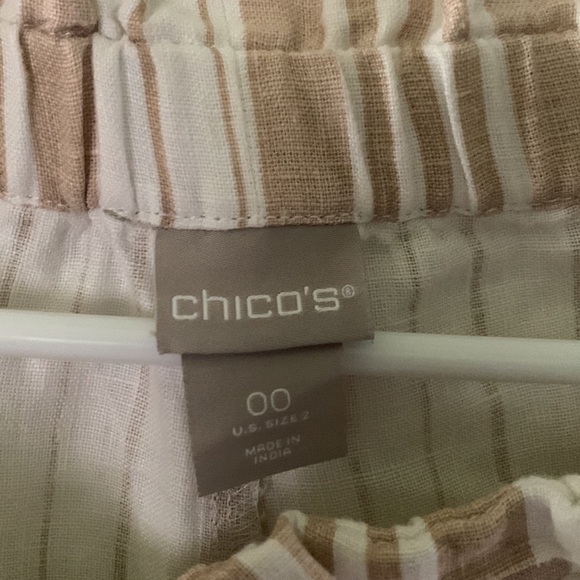 chico's®
00
U.S. SIZE 2
MADE IN
INDIA